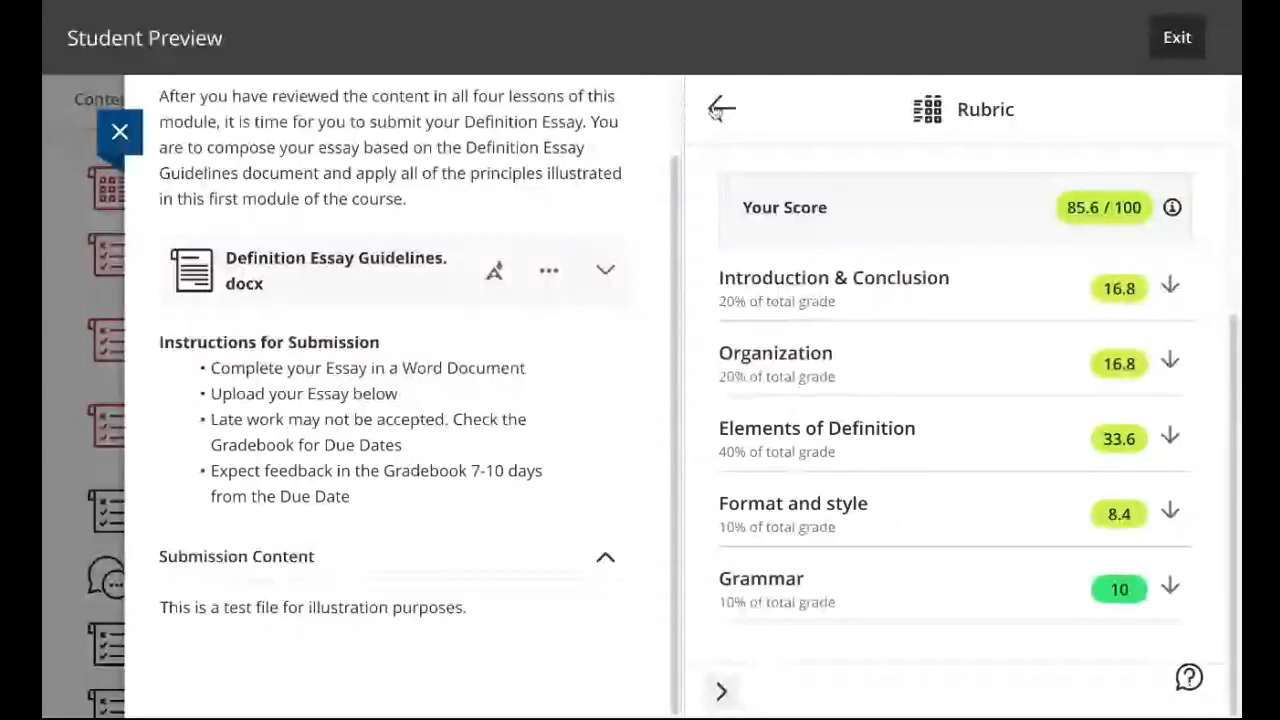 Student Preview
Exit
After you have reviewed the content in all four lessons of this
module, it is time for you to submit your Definition Essay. You
are to compose your essay based on the Definition Essay
Guidelines document and apply all of the principles illustrated
in this first module of the course.
Definition Essay Guidelines.
docx
Instructions for Submission
• Complete your Essay in a Word Document
• Upload your Essay below
• Late work may not be accepted. Check the
Gradebook for Due Dates
• Expect feedback in the Gradebook 7-10 days
from the Due Date
Submission Content
This is a test file for illustration purposes.
Rubric
Your Score 85.6 / 100
Introduction & Conclusion 16.8
20% of total grade
Organization 16.8
20% of total grade
Elements of Definition 33.6
40% of total grade
Format and style 8.4
10% of total grade
Grammar 10
10% of total grade